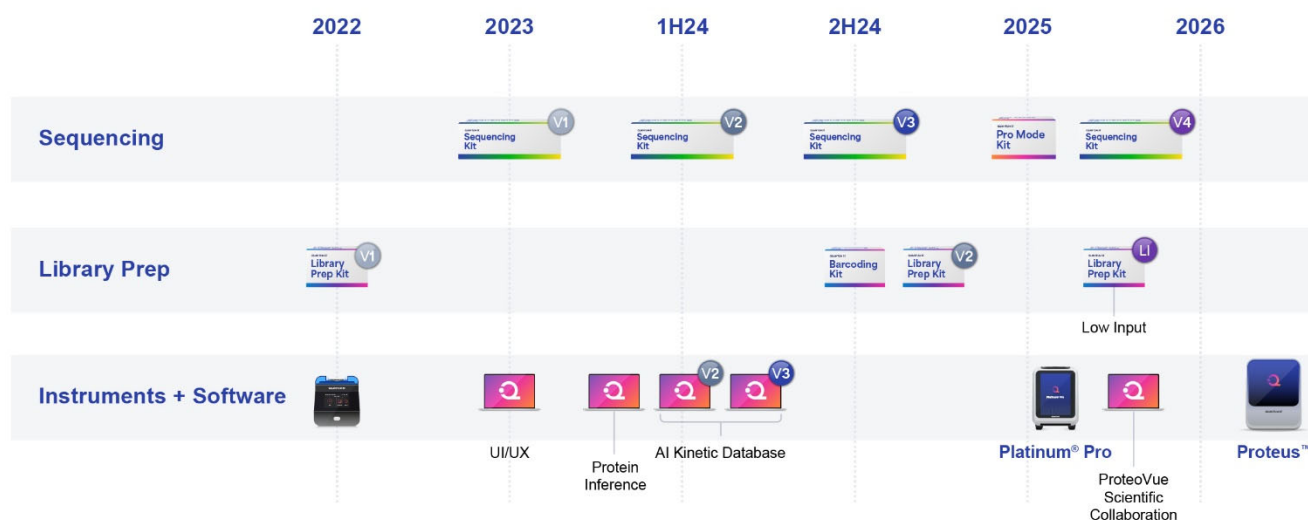 2022 2023 1H24 2H24 2025 2026
Sequencing
Sequencing
Kit
V1
Sequencing
Kit
V2
Sequencing
Kit
V3
Pro Mode
Kit
Sequencing
Kit
V4
Library Prep
Library
Prep Kit
V1
Barcoding
Kit
Library
Prep Kit
V2
Library
Prep Kit
LI
Low Input
Instruments + Software
UI/UX
Protein
Inference
V2
V3
AI Kinetic Database
Platinum® Pro
ProteoVue
Scientific
Collaboration
Proteus™